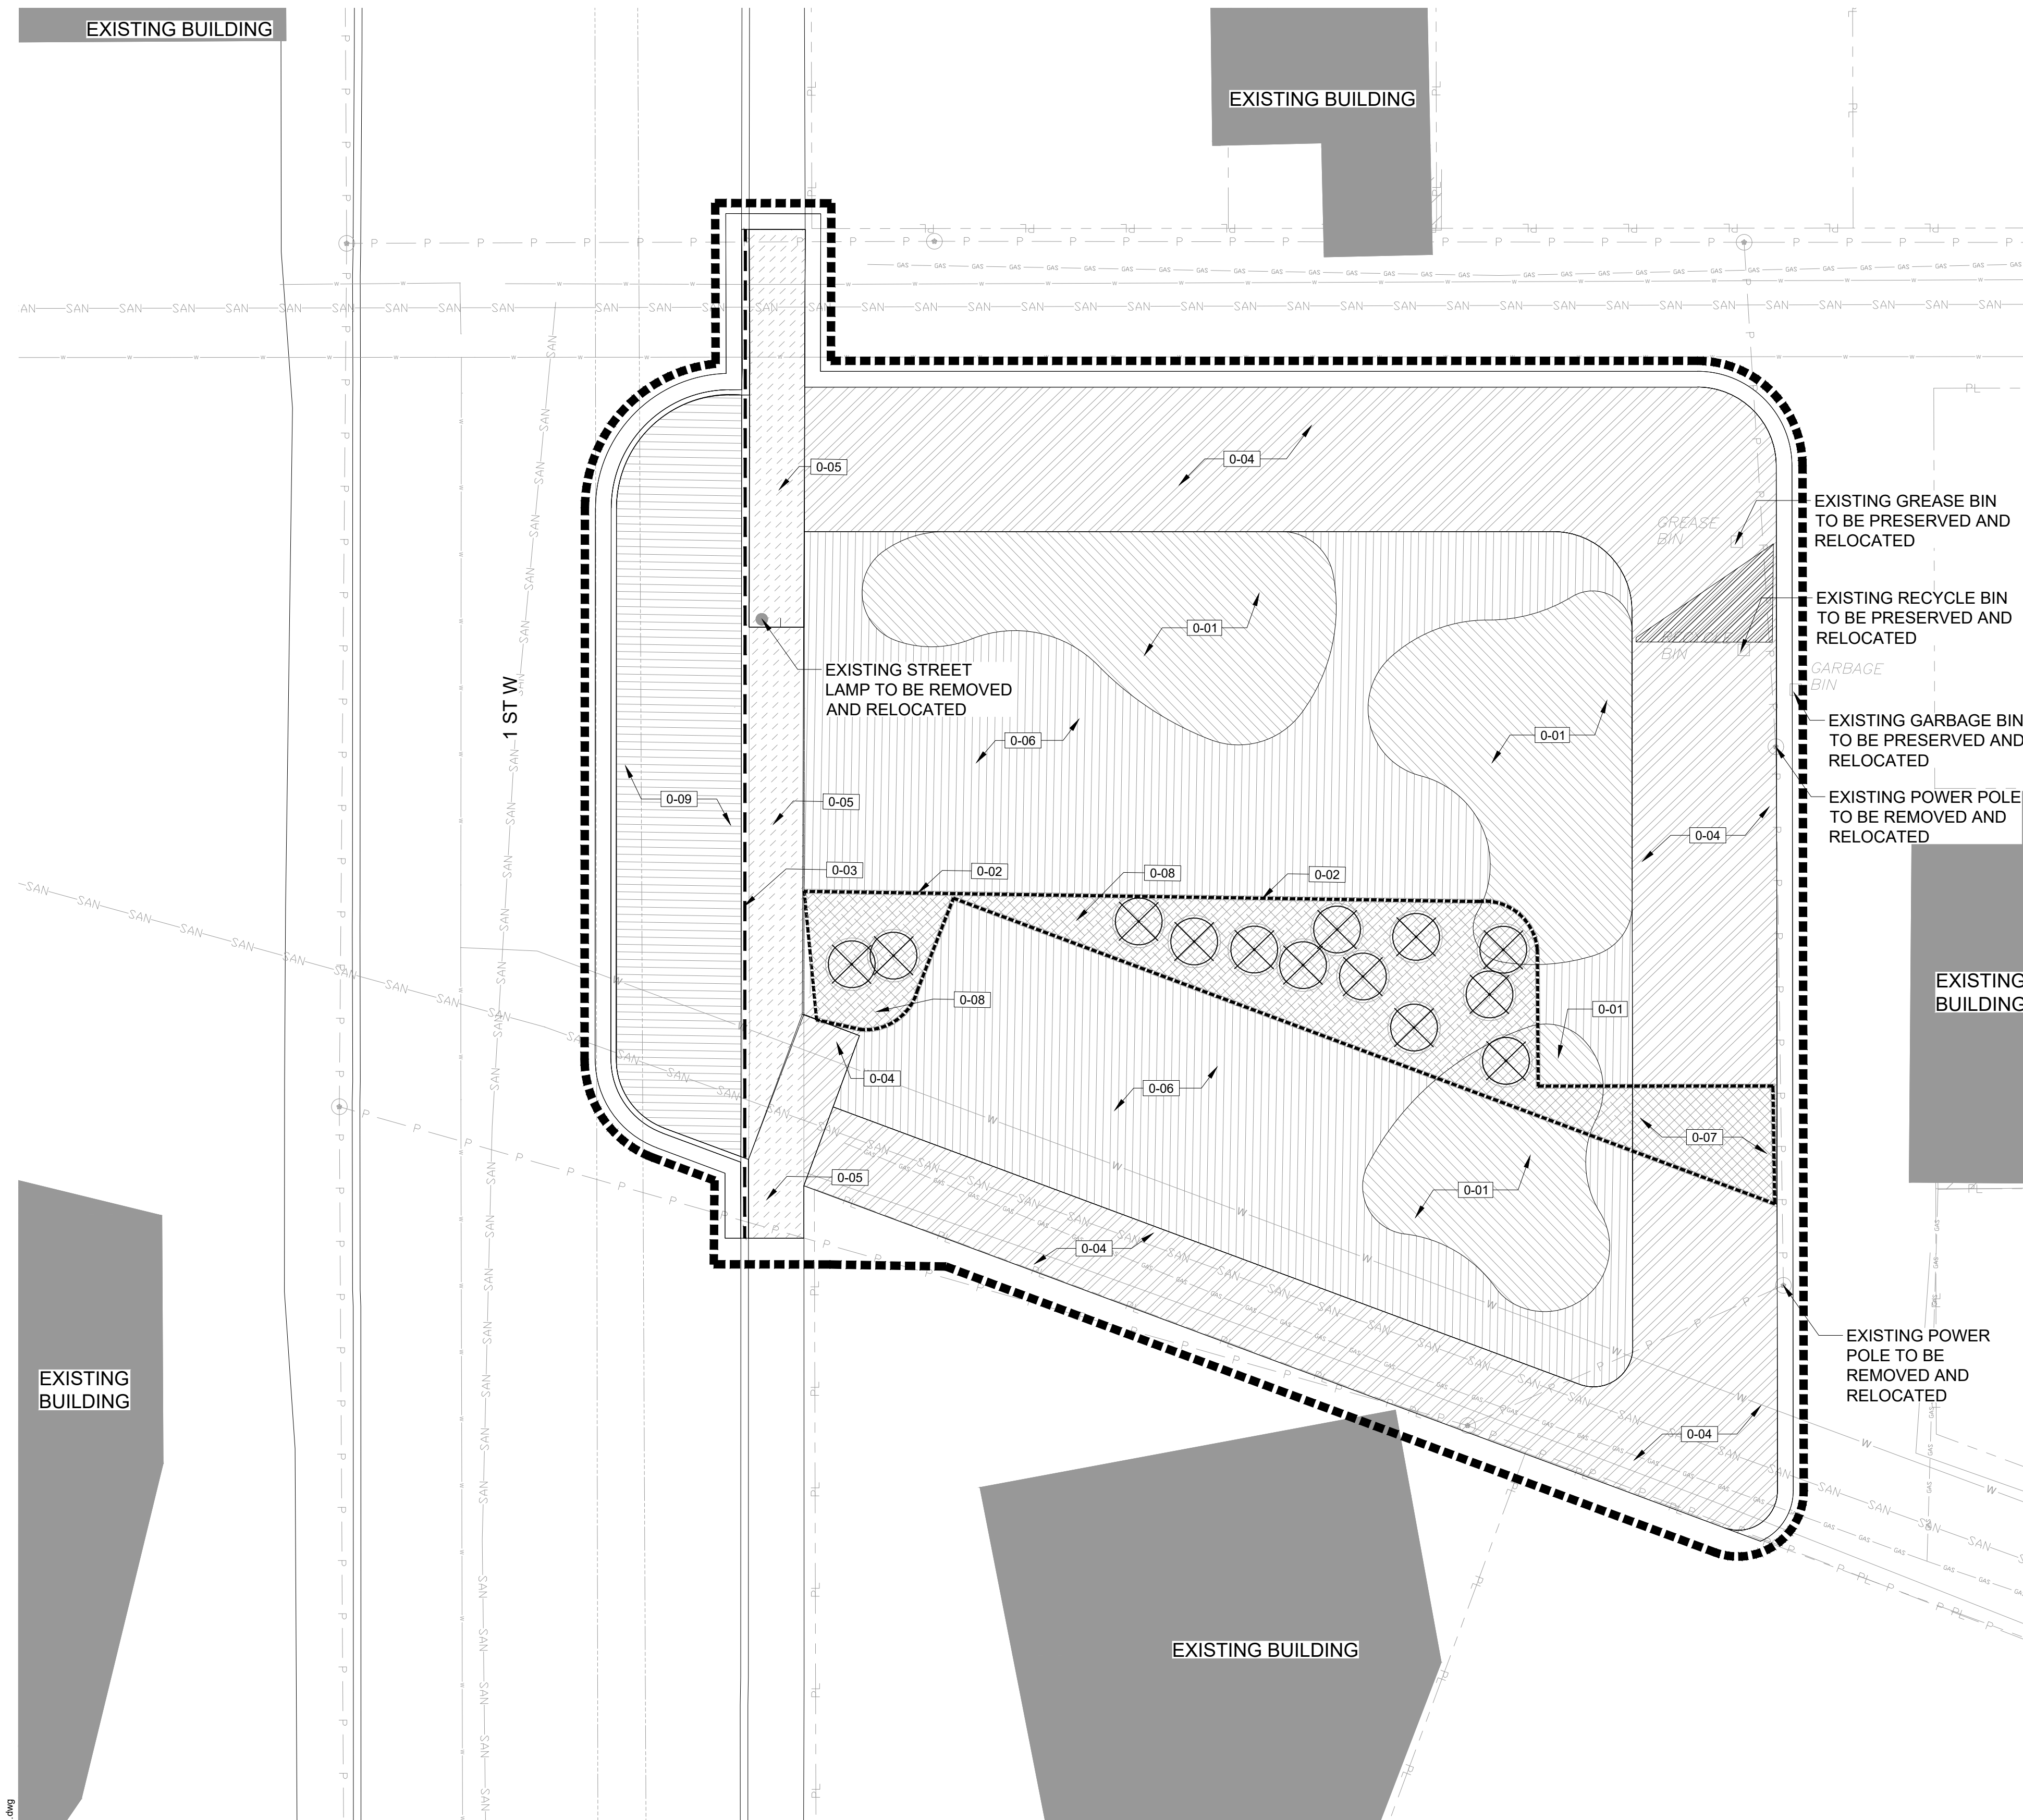 EXISTING BUILDING
EXISTING BUILDING
0-05
0-04
GREASE
BIN
EXISTING GREASE BIN
TO BE PRESERVED AND
RELOCATED
0-01
EXISTING RECYCLE BIN
TO BE PRESERVED AND
RELOCATED
BIN
GARBAGE
BIN
EXISTING STREET
LAMP TO BE REMOVED
AND RELOCATED
1 ST W
0-06
0-01
EXISTING GARBAGE BIN
TO BE PRESERVED AND
RELOCATED
0-09
0-05
EXISTING POWER POLE
TO BE REMOVED AND
RELOCATED
0-04
0-03
0-02
0-08
0-02
EXISTING
BUILDING
0-08
0-01
0-04
0-06
0-07
0-05
0-01
0-04
EXISTING POWER
POLE TO BE
REMOVED AND
RELOCATED
EXISTING
BUILDING
0-04
EXISTING BUILDING
.dwg